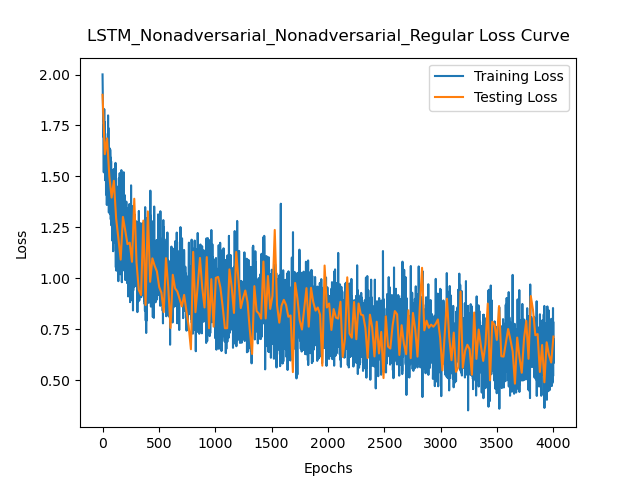 LSTM_Nonadversarial_Nonadversarial_Regular Loss Curve
Training Loss
Testing Loss
2.00
1.75
1.50
1.25
1.00
0.75
0.50
Loss
0 500 1000 1500 2000 2500 3000 3500 4000
Epochs